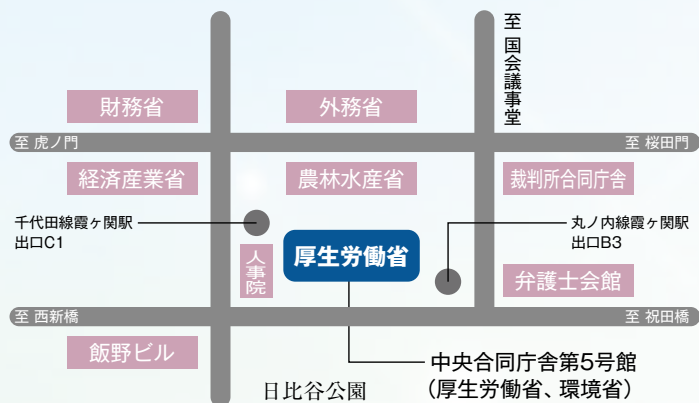 至 国会議事堂
財務省
外務省
至 虎ノ門
至 桜田門
経済産業省
農林水産省
裁判所合同庁舎
千代田線霞ヶ関駅
出口C1
丸ノ内線霞ヶ関駅
出口B3
人事院
厚生労働省
弁護士会館
至 西新橋
至 祝田橋
飯野ビル
中央合同庁舎第5号館
（厚生労働省、環境省）
日比谷公園